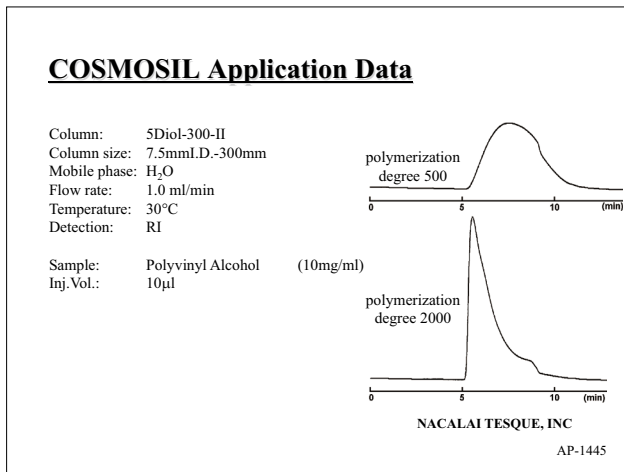 COSMOSIL Application Data
Column: 5Diol-300-II
Column size: 7.5mmI.D.-300mm
Mobile phase: H₂O
Flow rate: 1.0 ml/min
Temperature: 30°C
Detection: RI
Sample: Polyvinyl Alcohol (10mg/ml)
Inj.Vol.: 10µl
polymerization
degree 500
0 5 10 (min)
polymerization
degree 2000
0 5 10 (min)
NACALAI TESQUE, INC
AP-1445